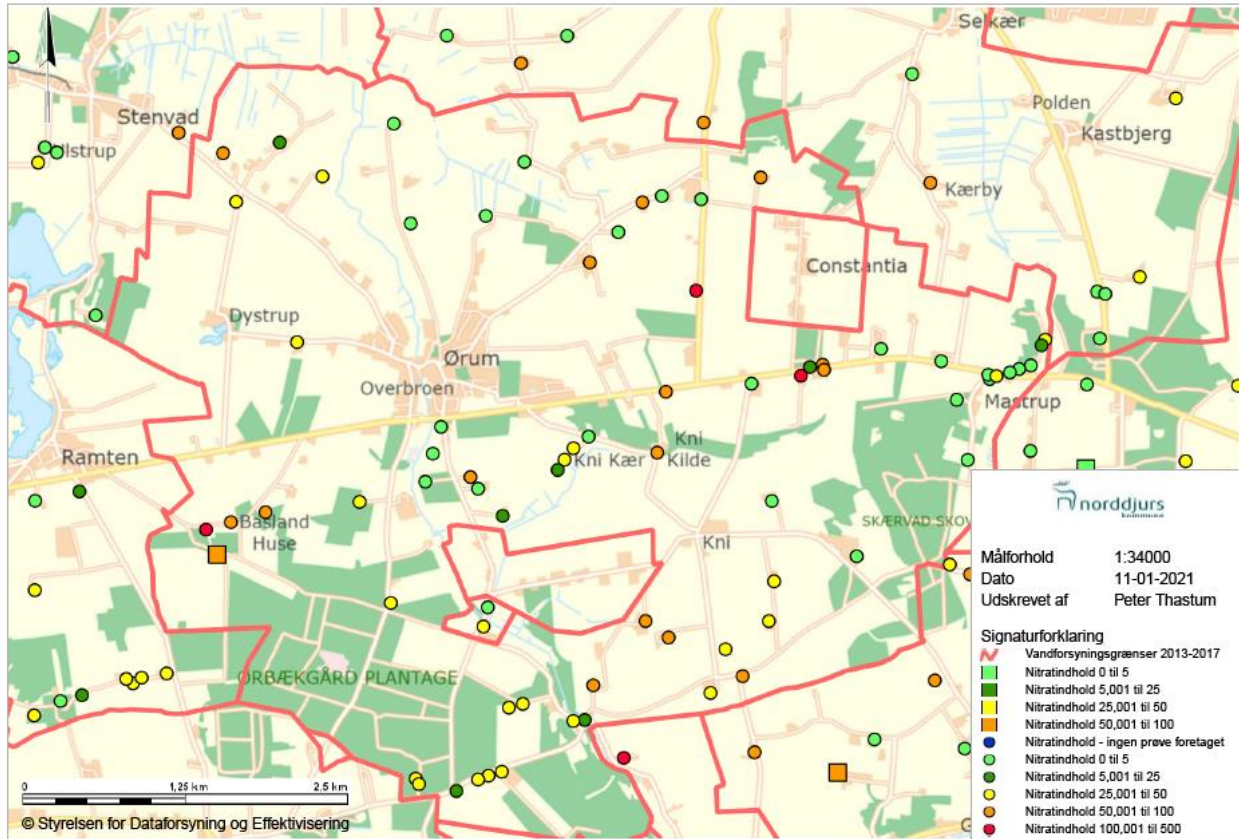 Selkær
Polden
Kastbjerg
Stenvad
Ulstrup
Kærby
Constantia
Dystrup
Ørum
Overbroen
Mastrup
Kni
Kilde
Kni Kær
Ramten
Basland
Huse
SKÆRVAD SKOV
Kni
ØRBÆKGÅRD PLANTAGE
norddjurs
kommune
Målforhold 1:34000
Dato 11-01-2021
Udskrevet af Peter Thastum
Signaturforklaring
Vandforsyningsgrænser 2013-2017
Nitratindhold 0 til 5
Nitratindhold 5,001 til 25
Nitratindhold 25,001 til 50
Nitratindhold 50,001 til 100
Nitratindhold - ingen prøve foretaget
Nitratindhold 0 til 5
Nitratindhold 5,001 til 25
Nitratindhold 25,001 til 50
Nitratindhold 50,001 til 100
Nitratindhold 100,001 til 500
0 1,25 km 2,5 km
© Styrelsen for Dataforsyning og Effektivisering